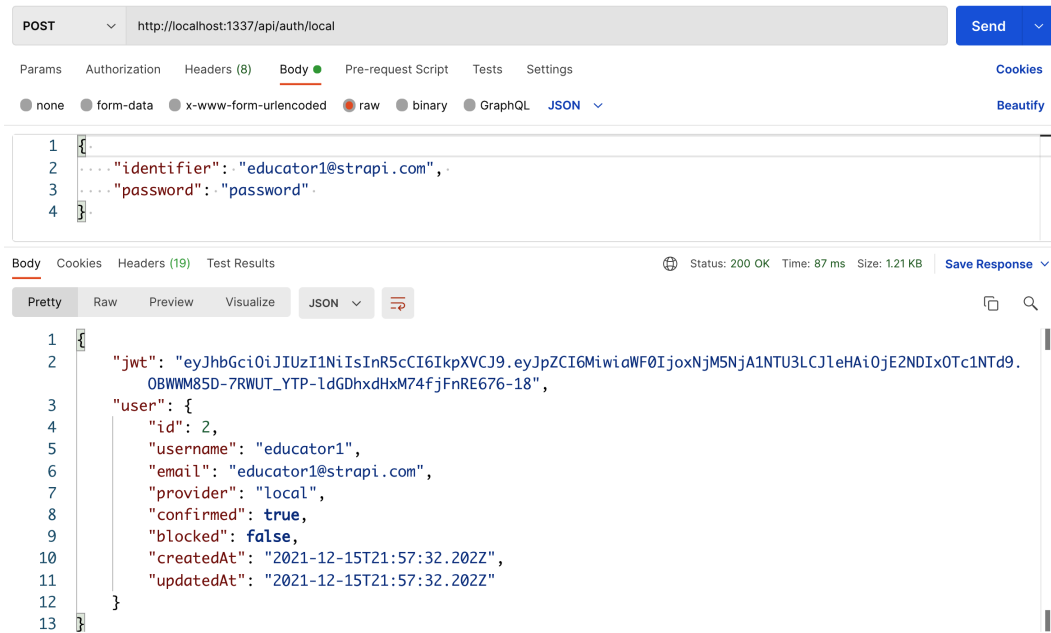 POST http://localhost:1337/api/auth/local Send
Params Authorization Headers (8) Body Pre-request Script Tests Settings Cookies
none form-data x-www-form-urlencoded raw binary GraphQL JSON Beautify
1 {
2 "identifier": "educator1@strapi.com",
3 "password": "password"
4 }
Body Cookies Headers (19) Test Results Status: 200 OK Time: 87 ms Size: 1.21 KB Save Response
Pretty Raw Preview Visualize JSON
1 {
2 "jwt": "eyJhbGciOiJIUzI1NiIsInR5cCI6IkpXVCJ9.eyJpZCI6MiwiaWF0IjoxNjM5NjA1NTU3LCJleHAiOjE2NDIxOTc1NTd9.
OBWWM85D-7RWUT_YTP-ldGDhxdHxM74fjFnRE676-18",
3 "user": {
4 "id": 2,
5 "username": "educator1",
6 "email": "educator1@strapi.com",
7 "provider": "local",
8 "confirmed": true,
9 "blocked": false,
10 "createdAt": "2021-12-15T21:57:32.202Z",
11 "updatedAt": "2021-12-15T21:57:32.202Z"
12 }
13 }